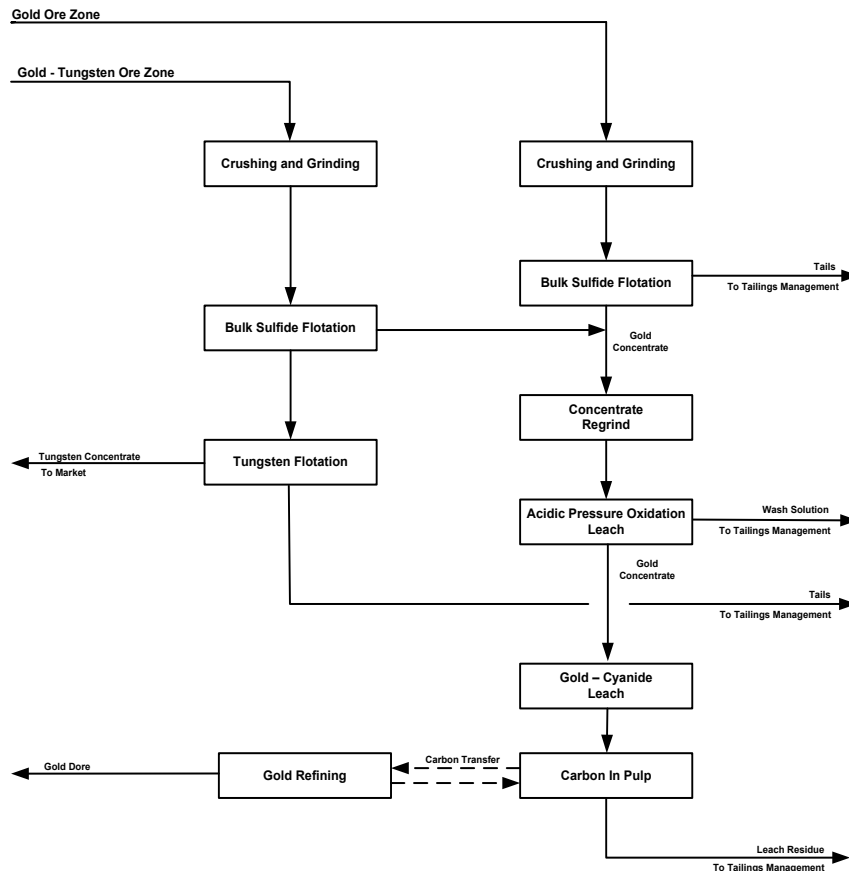 Gold Ore Zone
Gold - Tungsten Ore Zone
Crushing and Grinding
Crushing and Grinding
Bulk Sulfide Flotation
Tails
To Tailings Management
Bulk Sulfide Flotation
Gold
Concentrate
Concentrate
Regrind
Tungsten Concentrate
To Market
Tungsten Flotation
Acidic Pressure Oxidation
Leach
Wash Solution
To Tailings Management
Gold
Concentrate
Tails
To Tailings Management
Gold – Cyanide
Leach
Gold Dore
Gold Refining
Carbon Transfer
Carbon In Pulp
Leach Residue
To Tailings Management